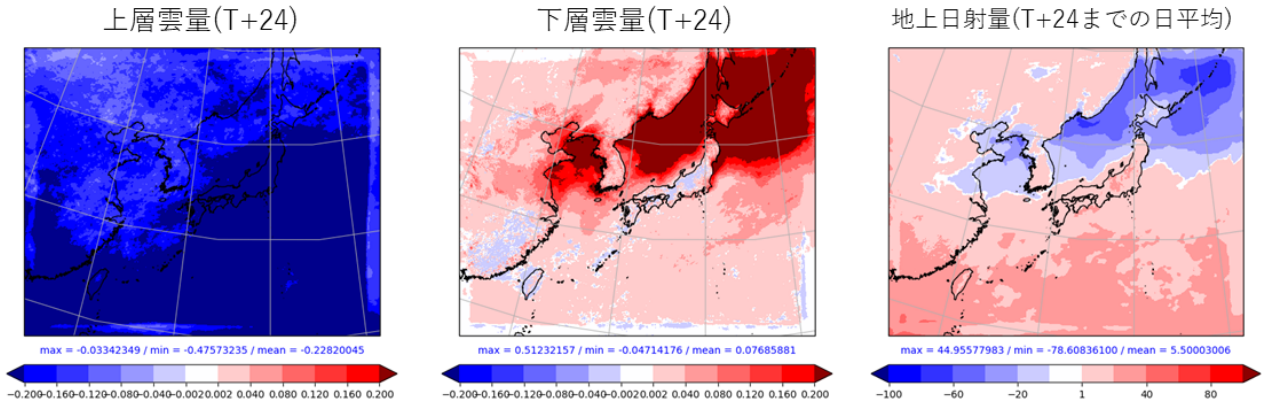 上層雲量(T+24)
下層雲量(T+24)
地上日射量(T+24までの日平均)
max = -0.03342349 / min = -0.47573235 / mean = -0.22820045
max = 0.51232157 / min = -0.04714176 / mean = 0.07685881
max = 44.95577983 / min = -78.60836100 / mean = 5.50003006
−0.200−0.160−0.120−0.080−0.040−0.002 0.002 0.040 0.080 0.120 0.160 0.200
−0.200−0.160−0.120−0.080−0.040−0.002 0.002 0.040 0.080 0.120 0.160 0.200
−100 −60 −20 1 40 80